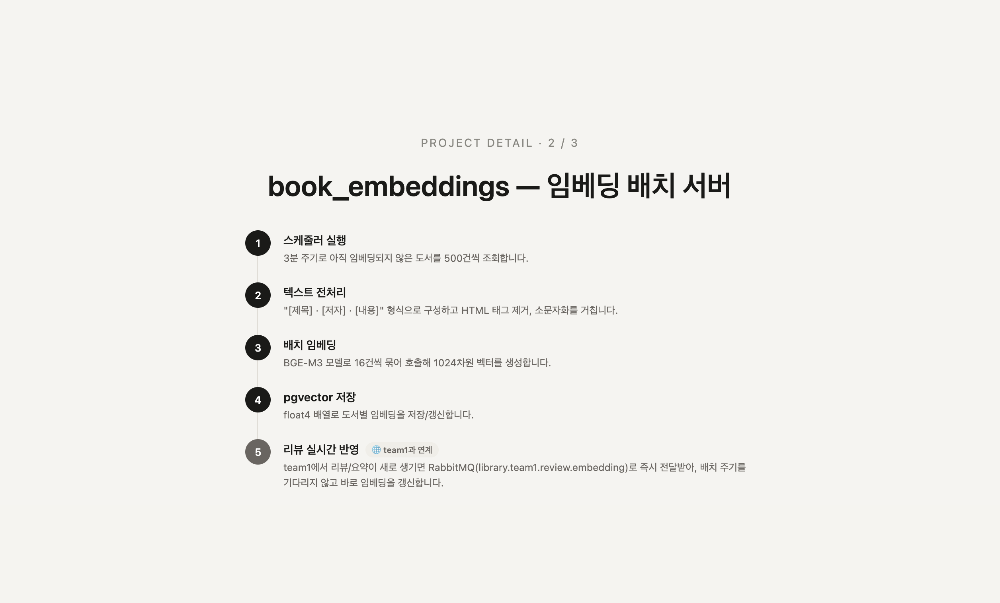 PROJECT DETAIL · 2 / 3
book_embeddings — 임베딩 배치 서버
1
스케줄러 실행
3분 주기로 아직 임베딩되지 않은 도서를 500건씩 조회합니다.
2
텍스트 전처리
"[제목] · [저자] · [내용]" 형식으로 구성하고 HTML 태그 제거, 소문자화를 거칩니다.
3
배치 임베딩
BGE-M3 모델로 16건씩 묶어 호출해 1024차원 벡터를 생성합니다.
4
pgvector 저장
float4 배열로 도서별 임베딩을 저장/갱신합니다.
5
리뷰 실시간 반영 team1과 연계
team1에서 리뷰/요약이 새로 생기면 RabbitMQ(library.team1.review.embedding)로 즉시 전달받아, 배치 주기를
기다리지 않고 바로 임베딩을 갱신합니다.